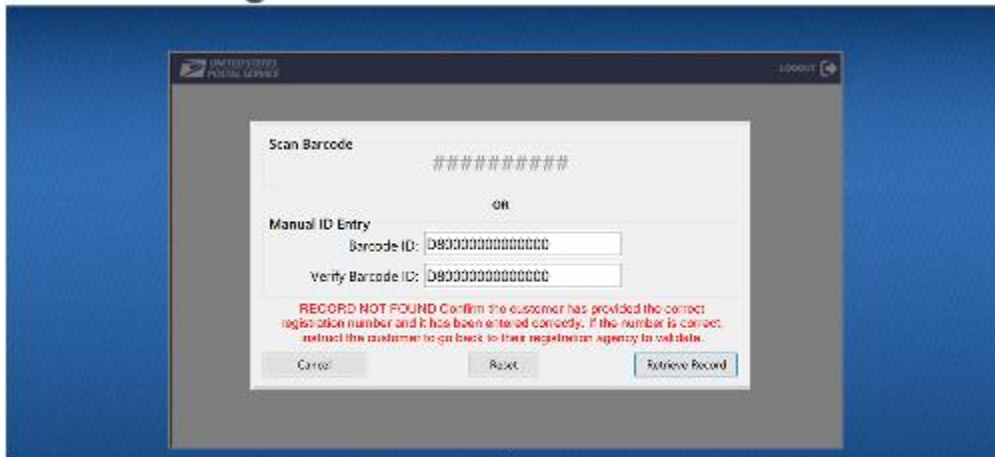 UNITED STATES
POSTAL SERVICE
LOGOUT
Scan Barcode
##########
OR
Manual ID Entry
Barcode ID:
Verify Barcode ID:
RECORD NOT FOUND Confirm the customer has provided the correct
registration number and it has been entered correctly. If the number is correct,
instruct the customer to go back to their registration agency to validate.
Cancel
Reset
Retrieve Record